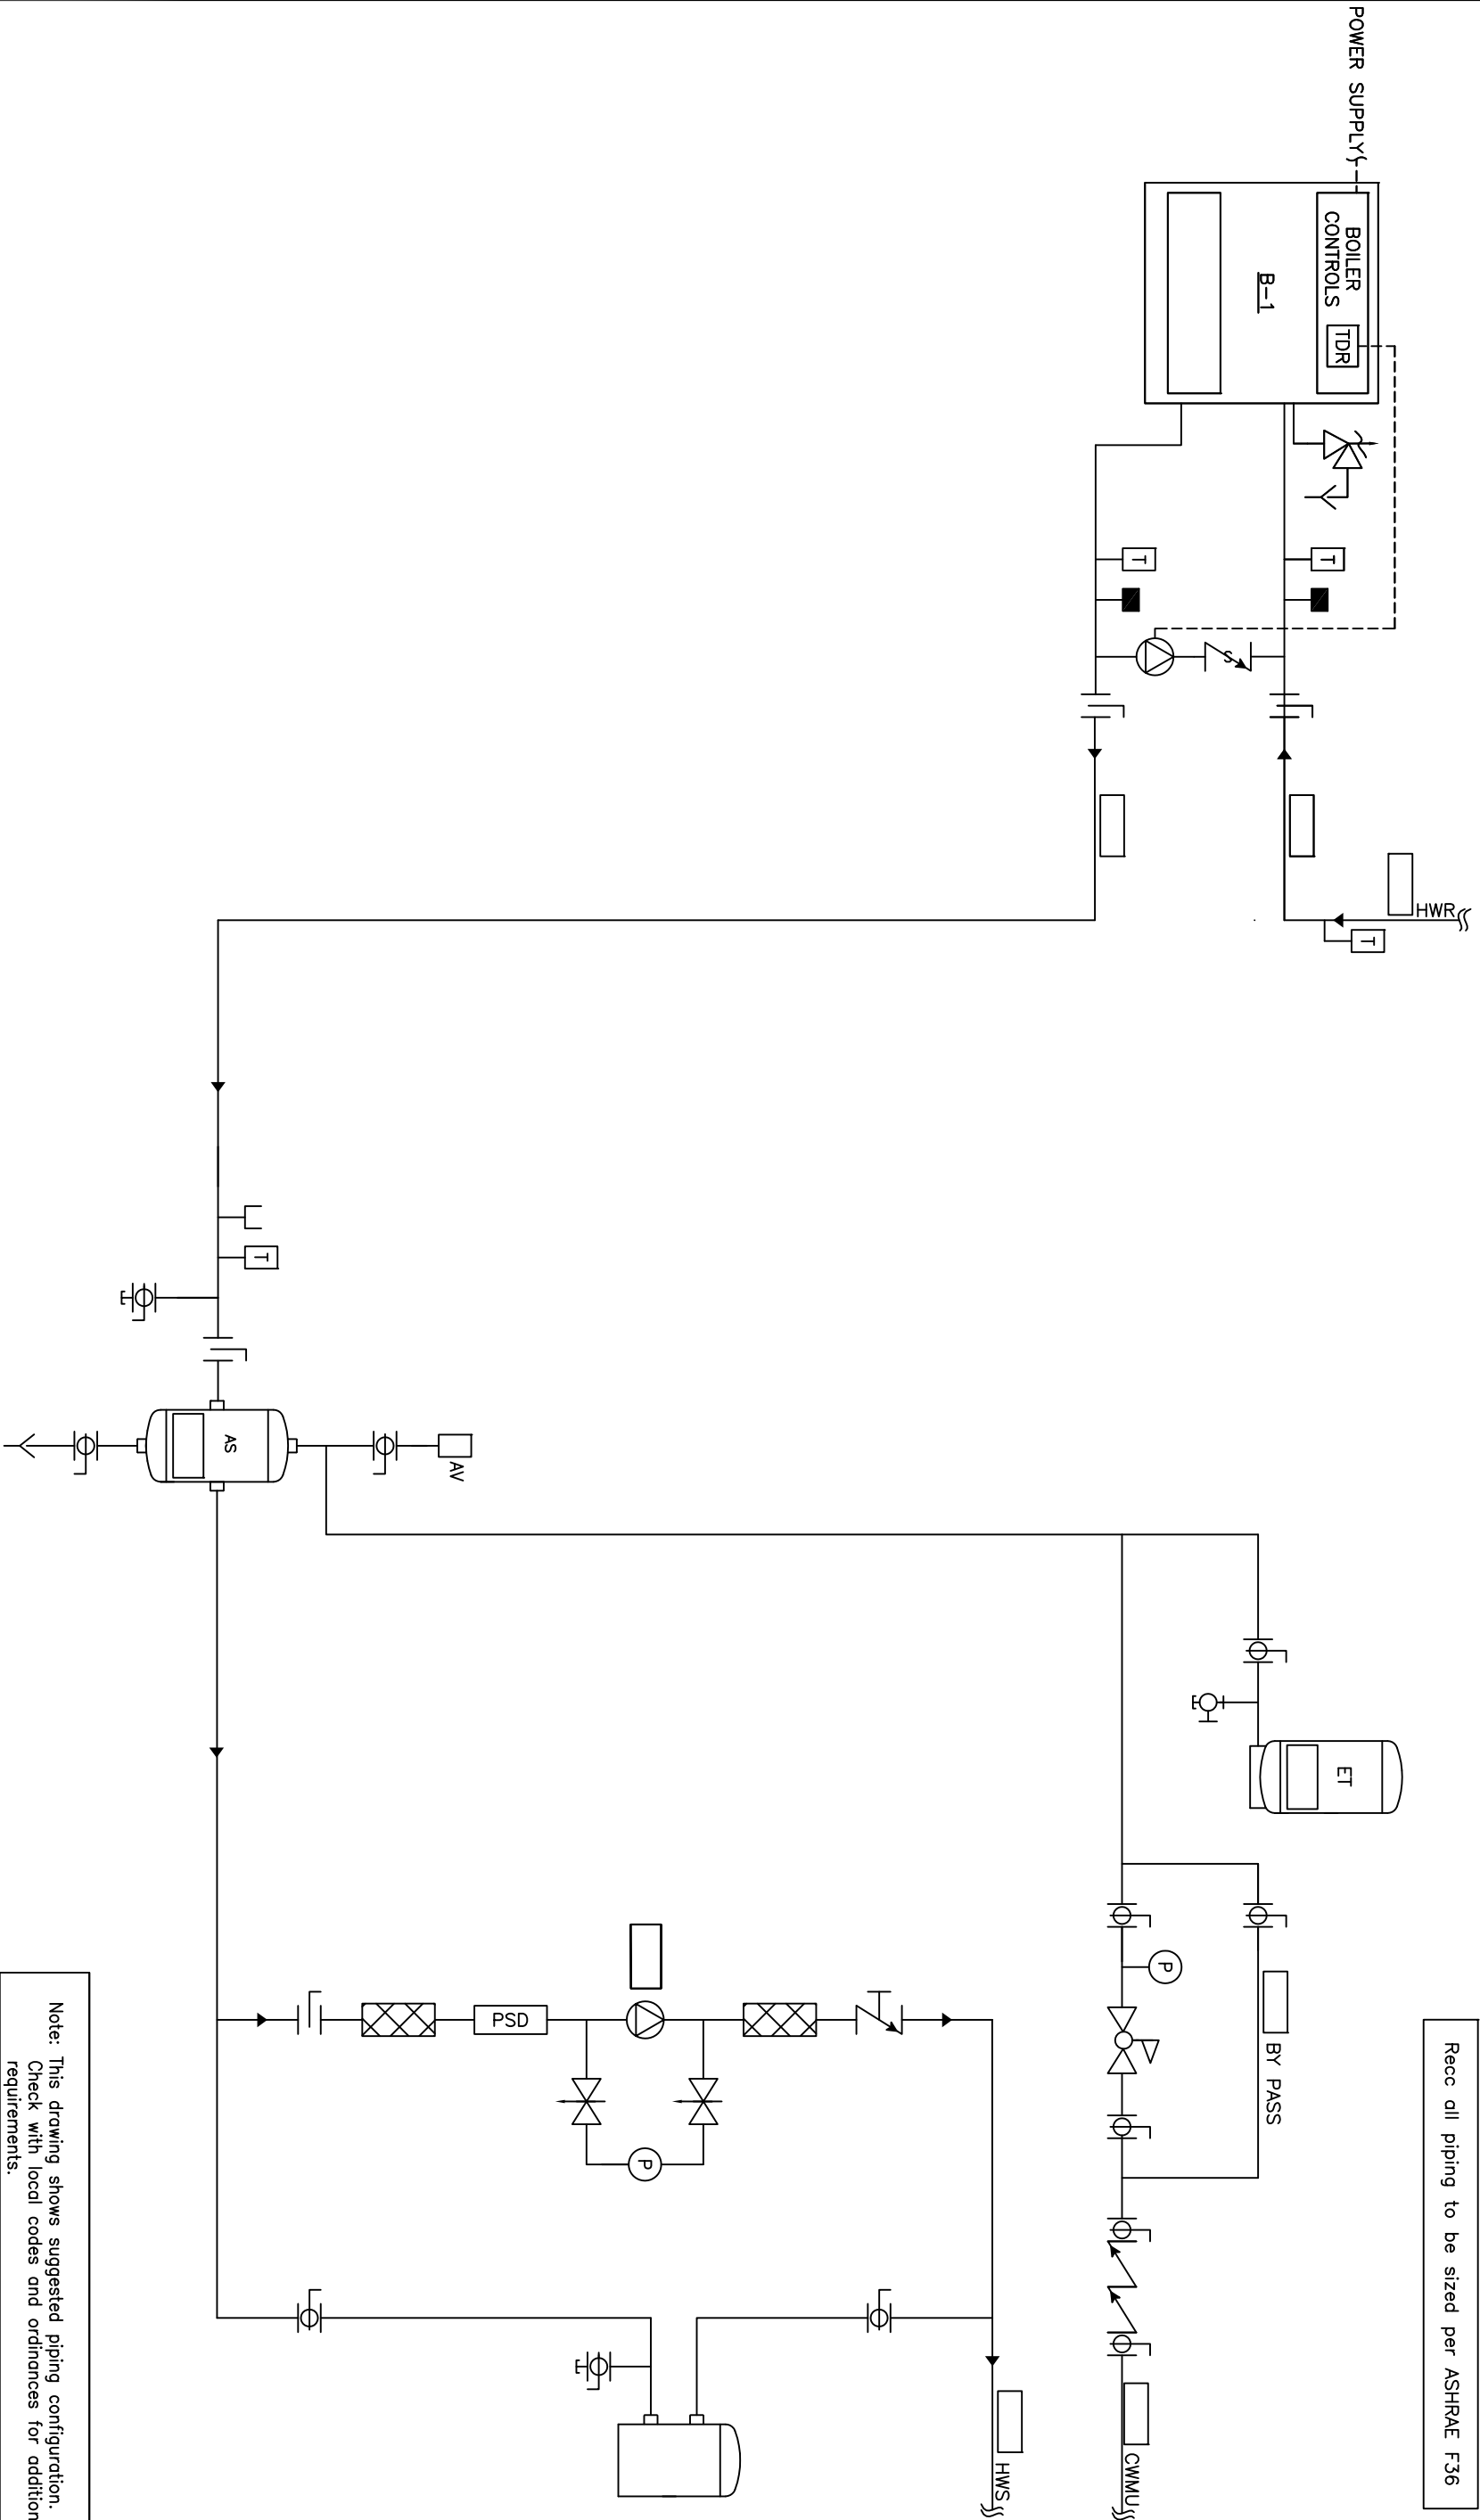 POWER SUPPLY
BOILER
CONTROLS
TDR
B-1
T
T
S
HWR
T
T
AS
AV
ET
P
BY PASS
PSD
P
HWS
CWMU
Recc all piping to be sized per ASHRAE F36
Note: This drawing shows suggested piping configuration.
Check with local codes and ordinances for addition
requirements.